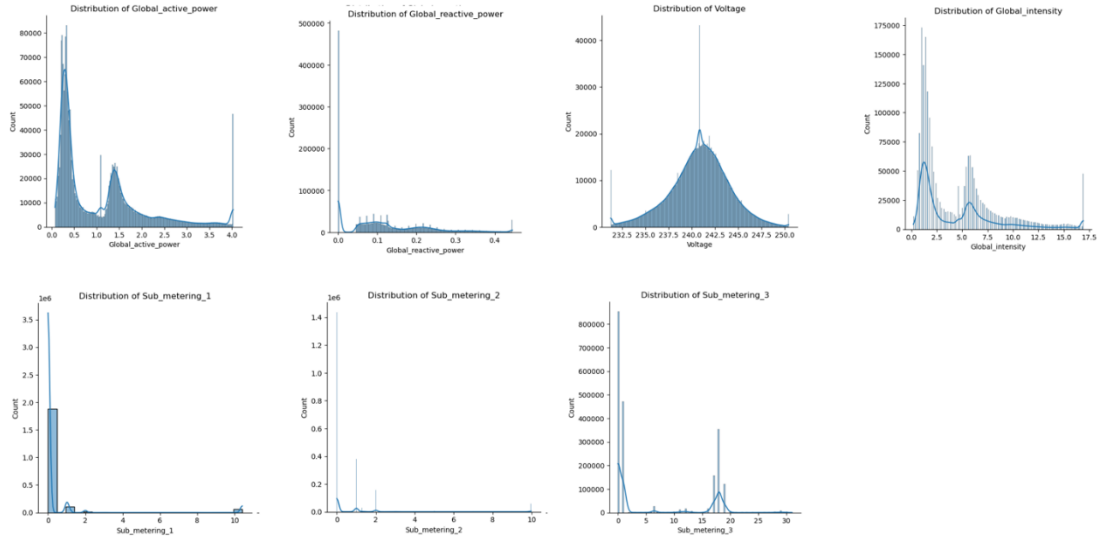 Distribution of Global_active_power
Count
80000
70000
60000
50000
40000
30000
20000
10000
0
0.0 0.5 1.0 1.5 2.0 2.5 3.0 3.5 4.0
Global_active_power
Distribution of Global_reactive_power
Count
500000
400000
300000
200000
100000
0
0.0 0.1 0.2 0.3 0.4
Global_reactive_power
Distribution of Voltage
Count
40000
30000
20000
10000
0
232.5 235.0 237.5 240.0 242.5 245.0 247.5 250.0
Voltage
Distribution of Global_intensity
Count
175000
150000
125000
100000
75000
50000
25000
0
0.0 2.5 5.0 7.5 10.0 12.5 15.0 17.5
Global_intensity
Distribution of Sub_metering_1
1e6
Count
3.5
3.0
2.5
2.0
1.5
1.0
0.5
0.0
0 2 4 6 8 10
Sub_metering_1
Distribution of Sub_metering_2
1e6
Count
1.4
1.2
1.0
0.8
0.6
0.4
0.2
0.0
0 2 4 6 8 10
Sub_metering_2
Distribution of Sub_metering_3
Count
800000
700000
600000
500000
400000
300000
200000
100000
0
0 5 10 15 20 25 30
Sub_metering_3